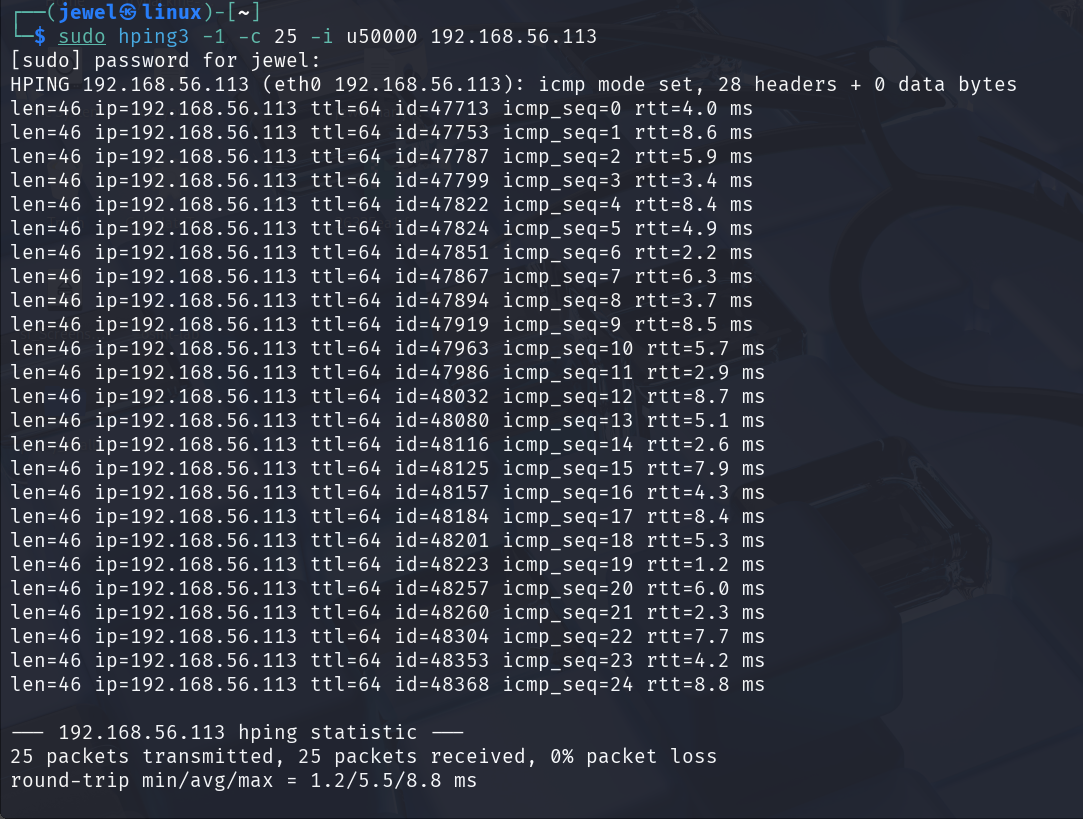 ┌──(jewel㉿linux)-[~]
└─$ sudo hping3 -1 -c 25 -i u50000 192.168.56.113
[sudo] password for jewel:
HPING 192.168.56.113 (eth0 192.168.56.113): icmp mode set, 28 headers + 0 data bytes
len=46 ip=192.168.56.113 ttl=64 id=47713 icmp_seq=0 rtt=4.0 ms
len=46 ip=192.168.56.113 ttl=64 id=47753 icmp_seq=1 rtt=8.6 ms
len=46 ip=192.168.56.113 ttl=64 id=47787 icmp_seq=2 rtt=5.9 ms
len=46 ip=192.168.56.113 ttl=64 id=47799 icmp_seq=3 rtt=3.4 ms
len=46 ip=192.168.56.113 ttl=64 id=47822 icmp_seq=4 rtt=8.4 ms
len=46 ip=192.168.56.113 ttl=64 id=47824 icmp_seq=5 rtt=4.9 ms
len=46 ip=192.168.56.113 ttl=64 id=47851 icmp_seq=6 rtt=2.2 ms
len=46 ip=192.168.56.113 ttl=64 id=47867 icmp_seq=7 rtt=6.3 ms
len=46 ip=192.168.56.113 ttl=64 id=47894 icmp_seq=8 rtt=3.7 ms
len=46 ip=192.168.56.113 ttl=64 id=47919 icmp_seq=9 rtt=8.5 ms
len=46 ip=192.168.56.113 ttl=64 id=47963 icmp_seq=10 rtt=5.7 ms
len=46 ip=192.168.56.113 ttl=64 id=47986 icmp_seq=11 rtt=2.9 ms
len=46 ip=192.168.56.113 ttl=64 id=48032 icmp_seq=12 rtt=8.7 ms
len=46 ip=192.168.56.113 ttl=64 id=48080 icmp_seq=13 rtt=5.1 ms
len=46 ip=192.168.56.113 ttl=64 id=48116 icmp_seq=14 rtt=2.6 ms
len=46 ip=192.168.56.113 ttl=64 id=48125 icmp_seq=15 rtt=7.9 ms
len=46 ip=192.168.56.113 ttl=64 id=48157 icmp_seq=16 rtt=4.3 ms
len=46 ip=192.168.56.113 ttl=64 id=48184 icmp_seq=17 rtt=8.4 ms
len=46 ip=192.168.56.113 ttl=64 id=48201 icmp_seq=18 rtt=5.3 ms
len=46 ip=192.168.56.113 ttl=64 id=48223 icmp_seq=19 rtt=1.2 ms
len=46 ip=192.168.56.113 ttl=64 id=48257 icmp_seq=20 rtt=6.0 ms
len=46 ip=192.168.56.113 ttl=64 id=48260 icmp_seq=21 rtt=2.3 ms
len=46 ip=192.168.56.113 ttl=64 id=48304 icmp_seq=22 rtt=7.7 ms
len=46 ip=192.168.56.113 ttl=64 id=48353 icmp_seq=23 rtt=4.2 ms
len=46 ip=192.168.56.113 ttl=64 id=48368 icmp_seq=24 rtt=8.8 ms
--- 192.168.56.113 hping statistic ---
25 packets transmitted, 25 packets received, 0% packet loss
round-trip min/avg/max = 1.2/5.5/8.8 ms